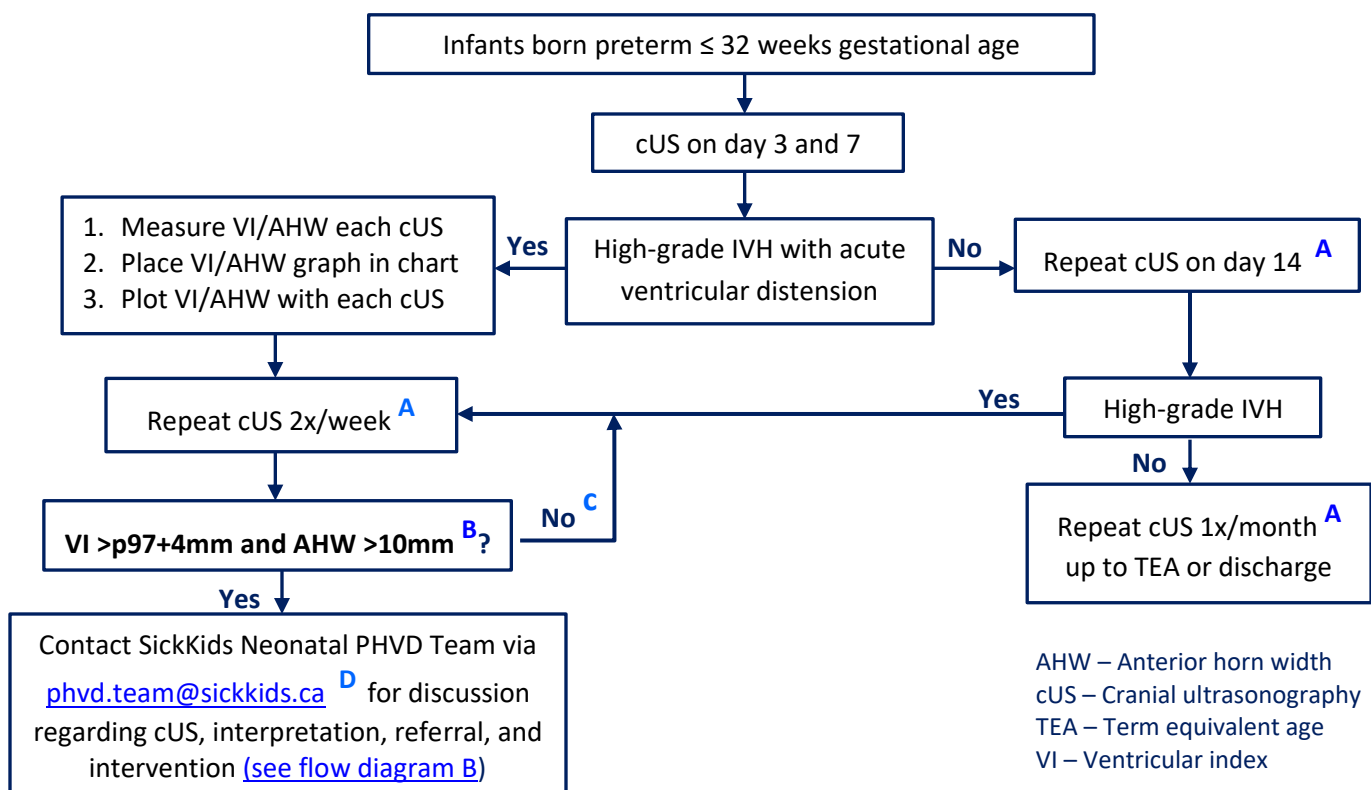 Infants born preterm ≤ 32 weeks gestational age
cUS on day 3 and 7
1. Measure VI/AHW each cUS
2. Place VI/AHW graph in chart
3. Plot VI/AHW with each cUS
Yes
High-grade IVH with acute
ventricular distension
No
Repeat cUS on day 14 A
Repeat cUS 2x/week A
Yes
High-grade IVH
No
VI >p97+4mm and AHW >10mm B?
No C
Repeat cUS 1x/month A
up to TEA or discharge
Yes
Contact SickKids Neonatal PHVD Team via
phvd.team@sickkids.ca D for discussion
regarding cUS, interpretation, referral, and
intervention (see flow diagram B)
AHW – Anterior horn width
cUS – Cranial ultrasonography
TEA – Term equivalent age
VI – Ventricular index